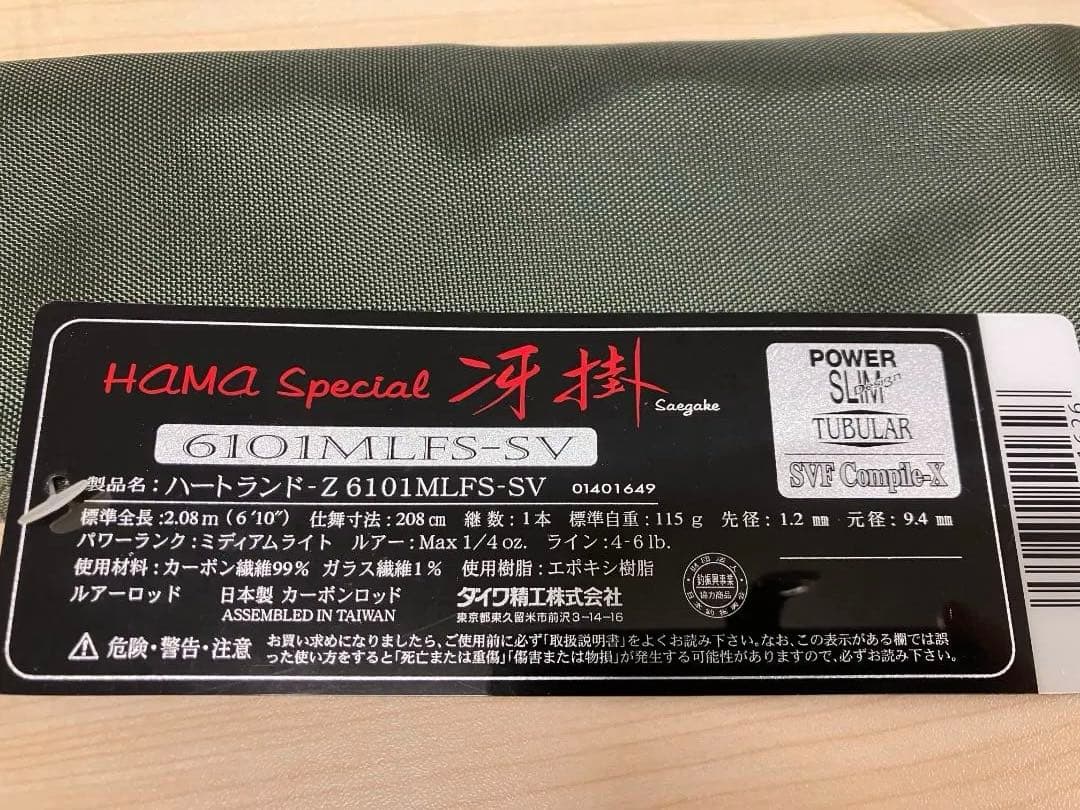 HAMA Special 冴掛 Saegake
6101MLFS-SV
POWER
SLIM Design
TUBULAR
SVF Compile-X
製品名：ハートランド-Z 6101MLFS-SV 01401649
標準全長：2.08m（6´10˝） 仕舞寸法：208㎝ 継数：1本 標準自重：115g 先径：1.2㎜ 元径：9.4㎜
パワーランク：ミディアムライト ルアー：Max 1/4 oz. ライン：4-6 lb.
使用材料：カーボン繊維99% ガラス繊維1% 使用樹脂：エポキシ樹脂
ルアーロッド 日本製 カーボンロッド ダイワ精工株式会社
ASSEMBLED IN TAIWAN 東京都東久留米市前沢3-14-16
釣振興事業
協力商品
⚠ 危険・警告・注意
お買い求めになりましたら、ご使用前に必ず「取扱説明書」をよくお読み下さい。なお、この表示がある欄では誤
った使い方をすると「死亡または重傷」「傷害または物損」が発生する可能性がありますので、必ずお読み下さい。